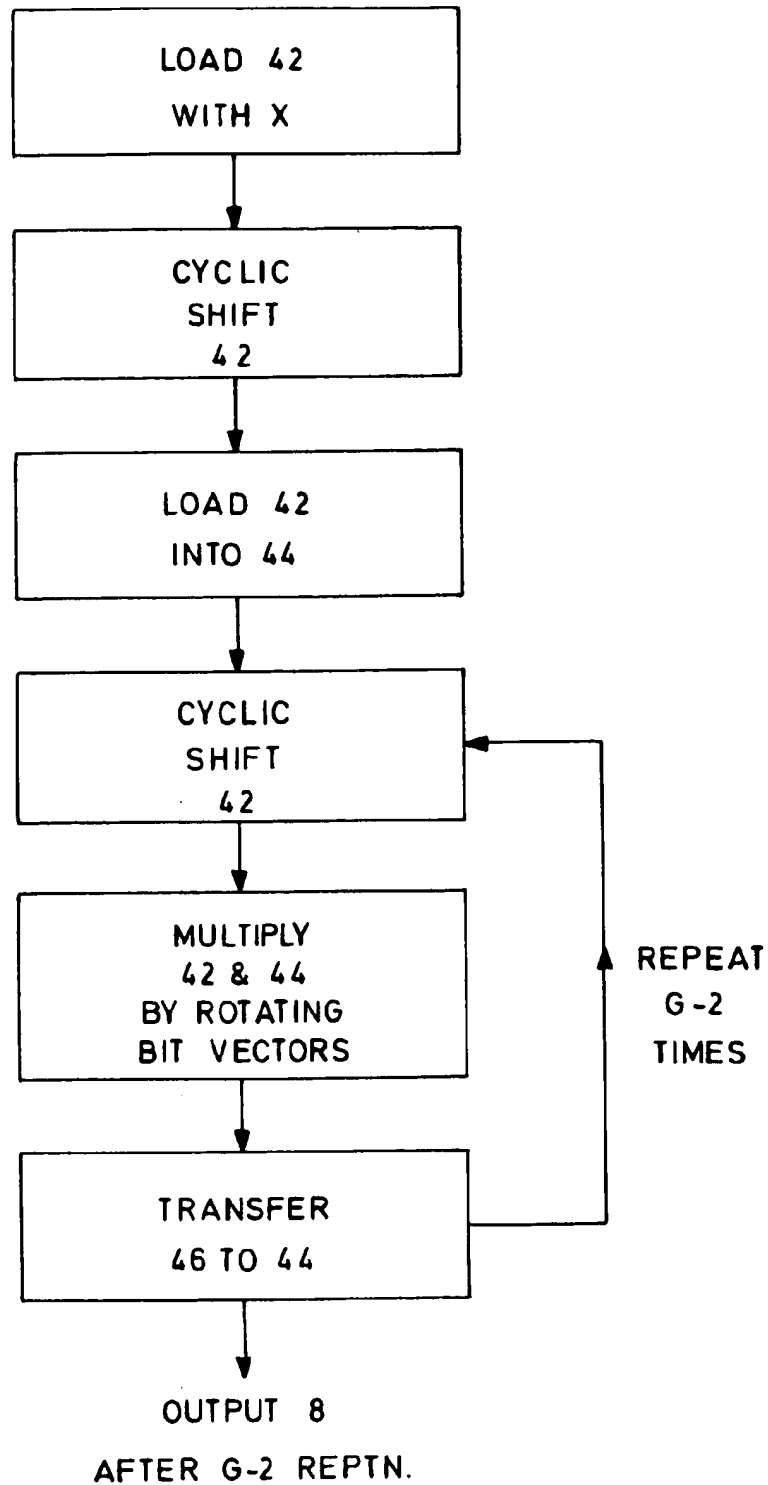 LOAD 42
WITH X
CYCLIC
SHIFT
42
LOAD 42
INTO 44
CYCLIC
SHIFT
42
MULTIPLY
42 & 44
BY ROTATING
BIT VECTORS
REPEAT
G-2
TIMES
TRANSFER
46 TO 44
OUTPUT 8
AFTER G-2 REPTN.